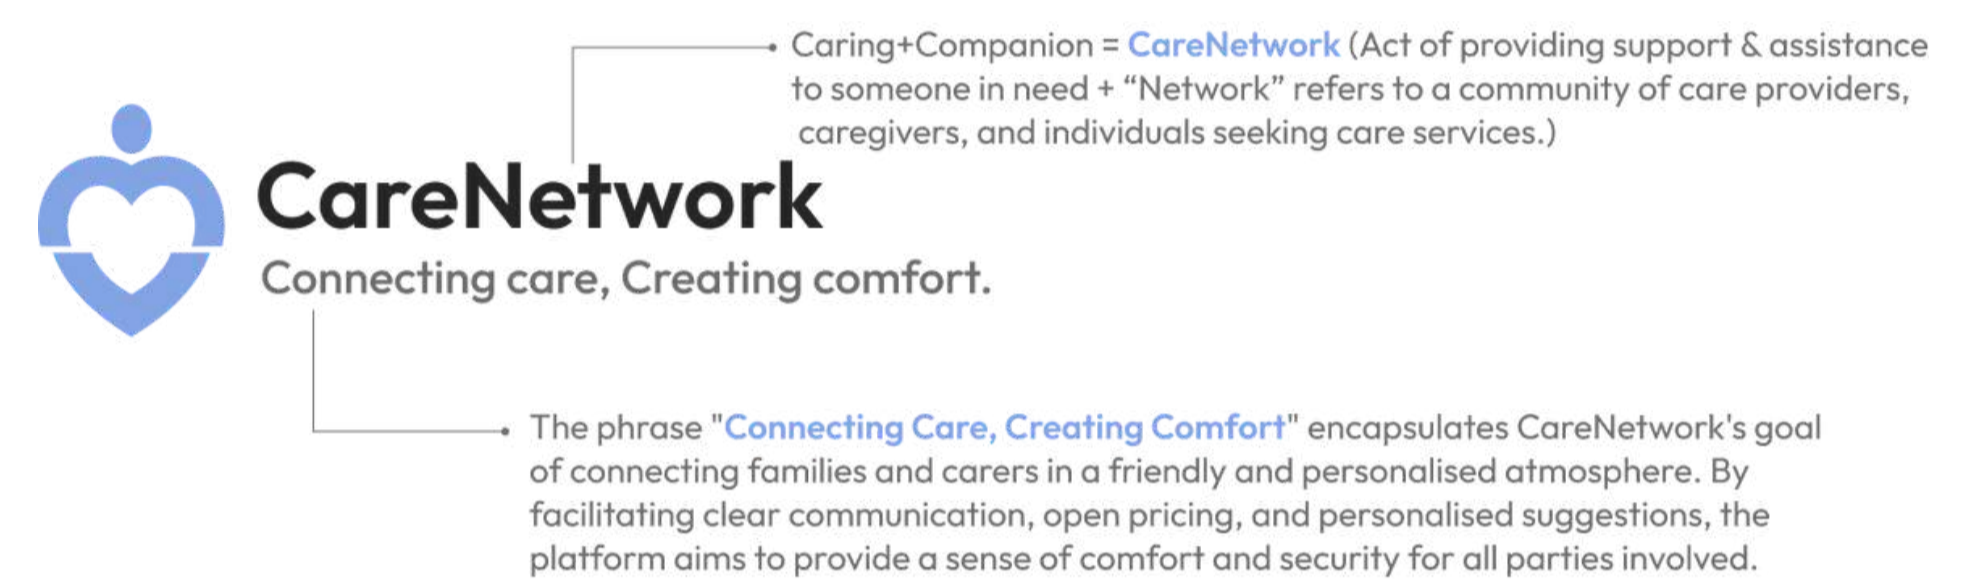 Caring+Companion = CareNetwork (Act of providing support & assistance
to someone in need + “Network” refers to a community of care providers,
caregivers, and individuals seeking care services.)
CareNetwork
Connecting care, Creating comfort.
The phrase "Connecting Care, Creating Comfort" encapsulates CareNetwork's goal
of connecting families and carers in a friendly and personalised atmosphere. By
facilitating clear communication, open pricing, and personalised suggestions, the
platform aims to provide a sense of comfort and security for all parties involved.